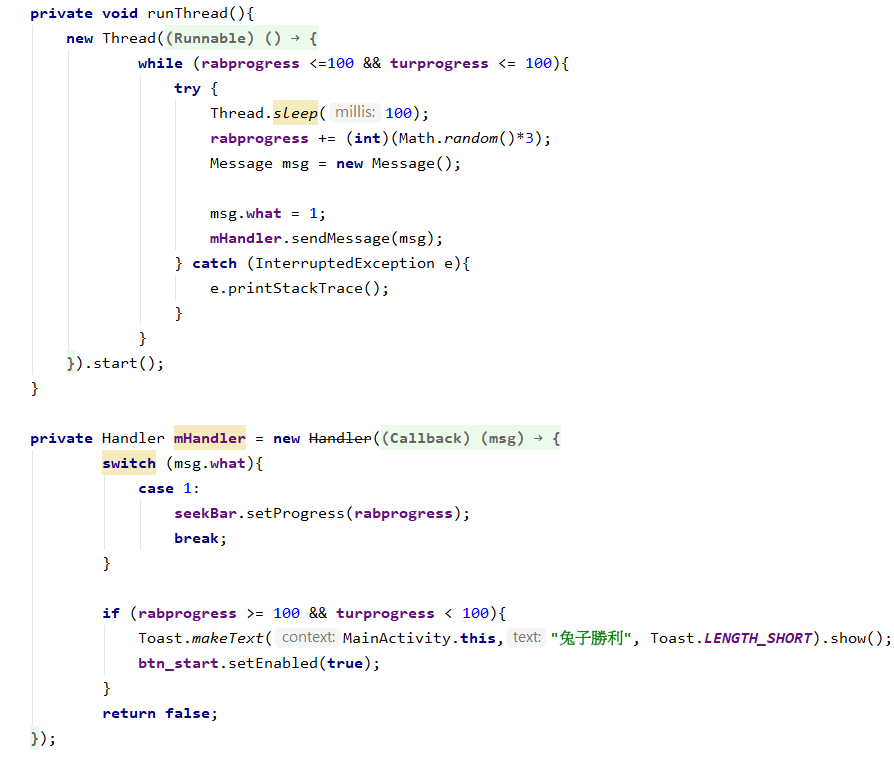 private void runThread(){
new Thread((Runnable) () → {
while (rabprogress <=100 && turprogress <= 100){
try {
Thread.sleep( millis: 100);
rabprogress += (int)(Math.random()*3);
Message msg = new Message();
msg.what = 1;
mHandler.sendMessage(msg);
} catch (InterruptedException e){
e.printStackTrace();
}
}
}).start();
}
private Handler mHandler = new Handler((Callback) (msg) → {
switch (msg.what){
case 1:
seekBar.setProgress(rabprogress);
break;
}
if (rabprogress >= 100 && turprogress < 100){
Toast.makeText( context: MainActivity.this, text: "兔子勝利", Toast.LENGTH_SHORT).show();
btn_start.setEnabled(true);
}
return false;
});